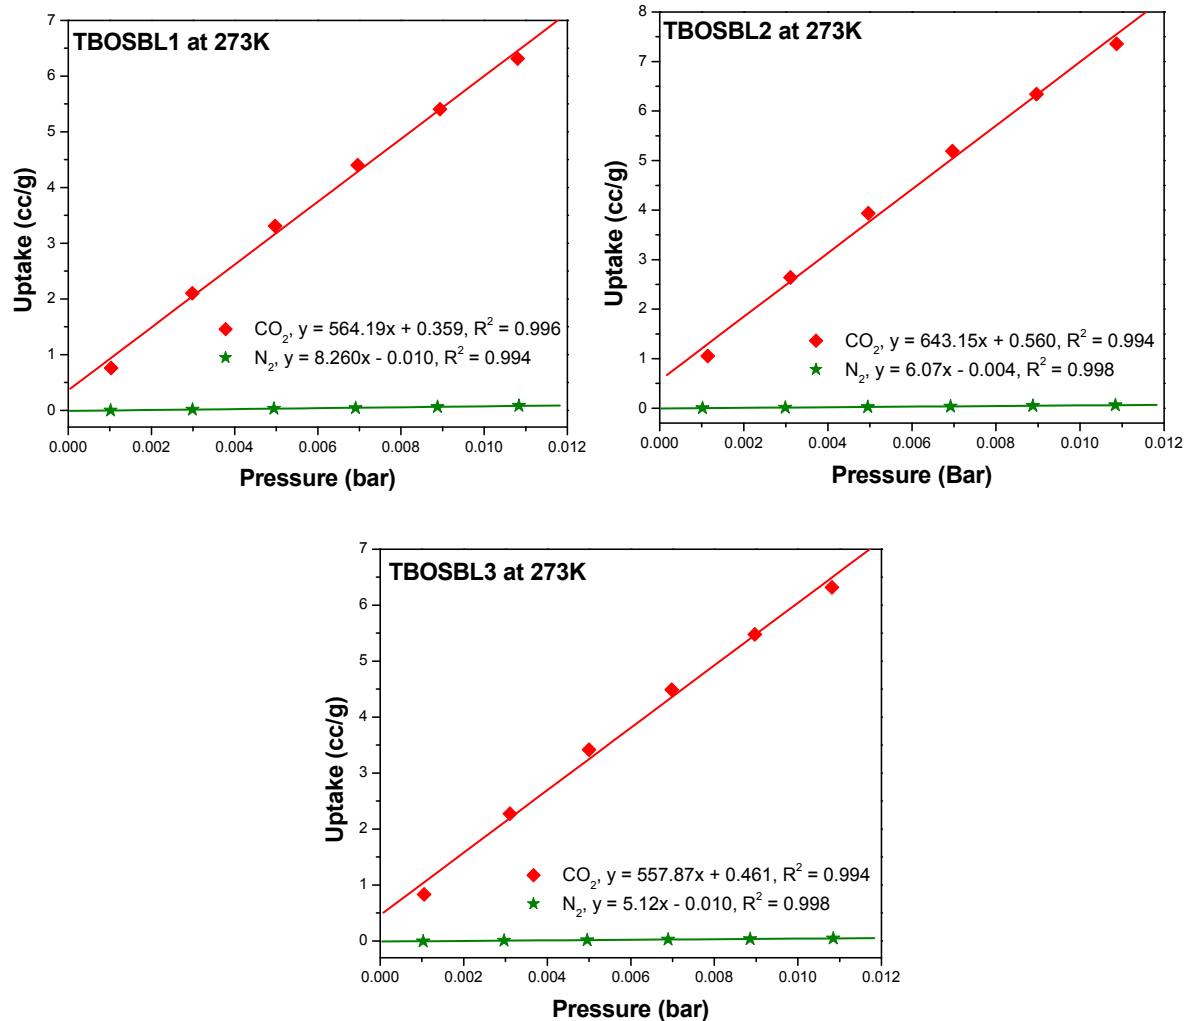 TBOSBL1 at 273K
7
6
5
4
3
2
1
0
Uptake (cc/g)
CO₂, y = 564.19x + 0.359, R² = 0.996
N₂, y = 8.260x - 0.010, R² = 0.994
0.000 0.002 0.004 0.006 0.008 0.010 0.012
Pressure (bar)
TBOSBL2 at 273K
8
7
6
5
4
3
2
1
0
Uptake (cc/g)
CO₂, y = 643.15x + 0.560, R² = 0.994
N₂, y = 6.07x - 0.004, R² = 0.998
0.000 0.002 0.004 0.006 0.008 0.010 0.012
Pressure (Bar)
TBOSBL3 at 273K
7
6
5
4
3
2
1
0
Uptake (cc/g)
CO₂, y = 557.87x + 0.461, R² = 0.994
N₂, y = 5.12x - 0.010, R² = 0.998
0.000 0.002 0.004 0.006 0.008 0.010 0.012
Pressure (bar)